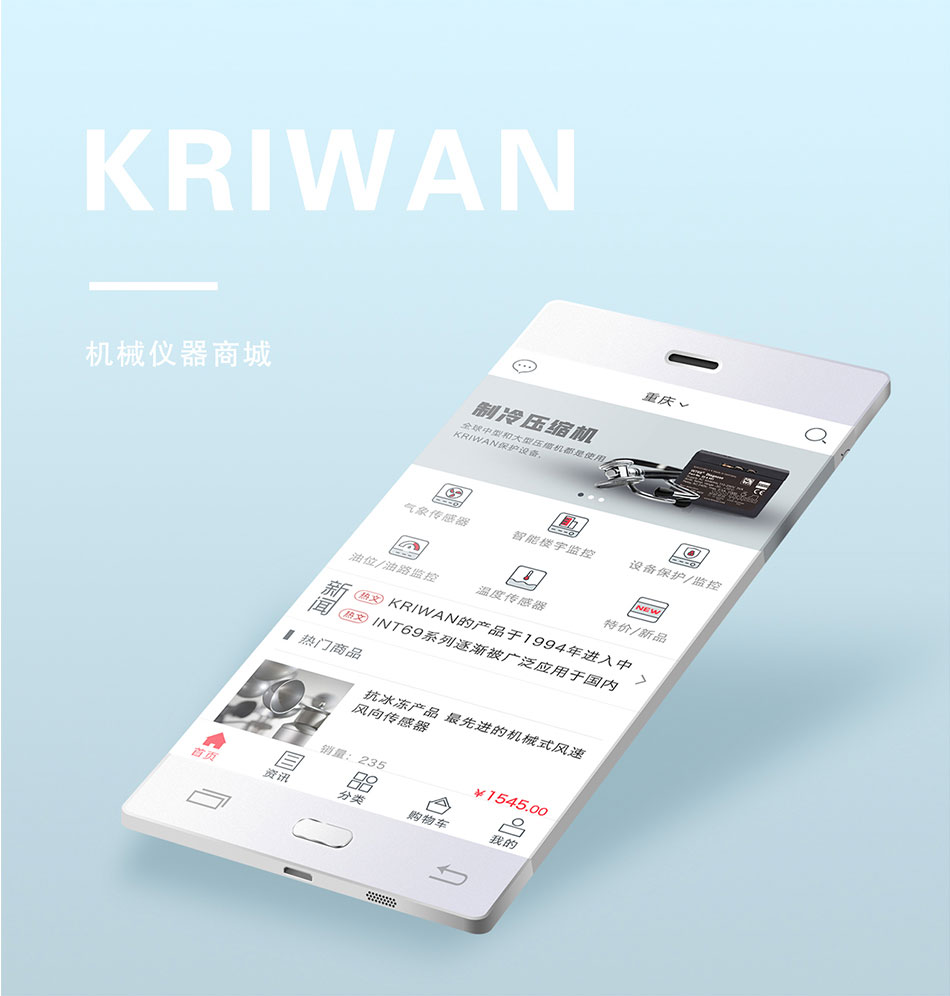 KRIWAN
机械仪器商城
重庆
制冷压缩机
全球中型和大型压缩机都是使用
KRIWAN保护设备。
气象传感器
智能楼宇监控
设备保护/监控
油位/油路监控
温度传感器
NEW
特价/新品
新闻
热文 KRIWAN的产品于1994年进入中
热文 INT69系列逐渐被广泛应用于国内
热门商品
抗冰冻产品 最先进的机械式风速
风向传感器
销量：235
¥1545.00
首页
资讯
分类
购物车
我的